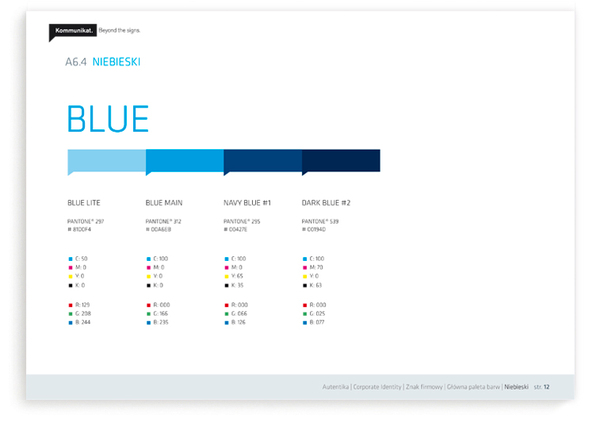 Kommunikat. Beyond the signs.
A6.4 NIEBIESKI
BLUE
BLUE LITE BLUE MAIN NAVY BLUE #1 DARK BLUE #2
PANTONE® 297 PANTONE® 312 PANTONE® 295 PANTONE® 539
# 81D0F4 # 00A6EB # 00427E # 001940
C: 50 C: 100 C: 100 C: 100
M: 0 M: 0 M: 0 M: 70
Y: 0 Y: 0 Y: 65 Y: 0
K: 0 K: 0 K: 35 K: 63
R: 129 R: 000 R: 000 R: 000
G: 208 G: 166 G: 066 G: 025
B: 244 B: 235 B: 126 B: 077
Autentika | Corporate Identity | Znak firmowy | Główna paleta barw | Niebieski str. 12